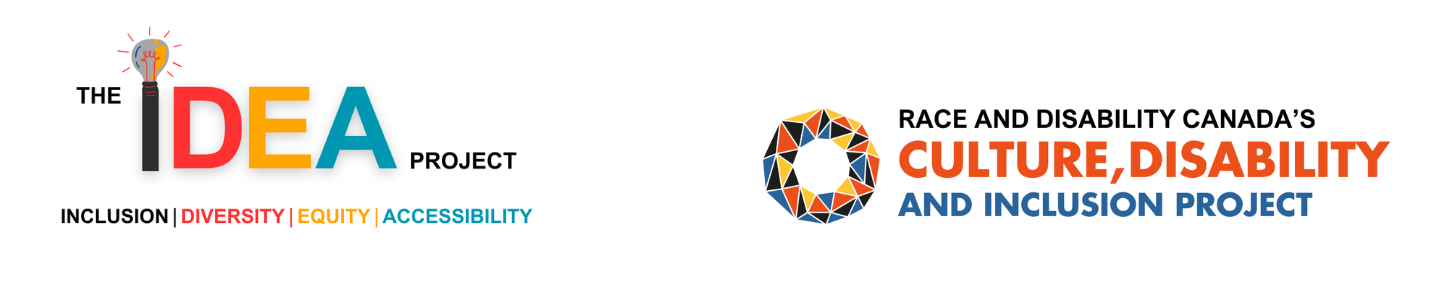 THE IDEA PROJECT
INCLUSION | DIVERSITY | EQUITY | ACCESSIBILITY
RACE AND DISABILITY CANADA'S
CULTURE, DISABILITY
AND INCLUSION PROJECT